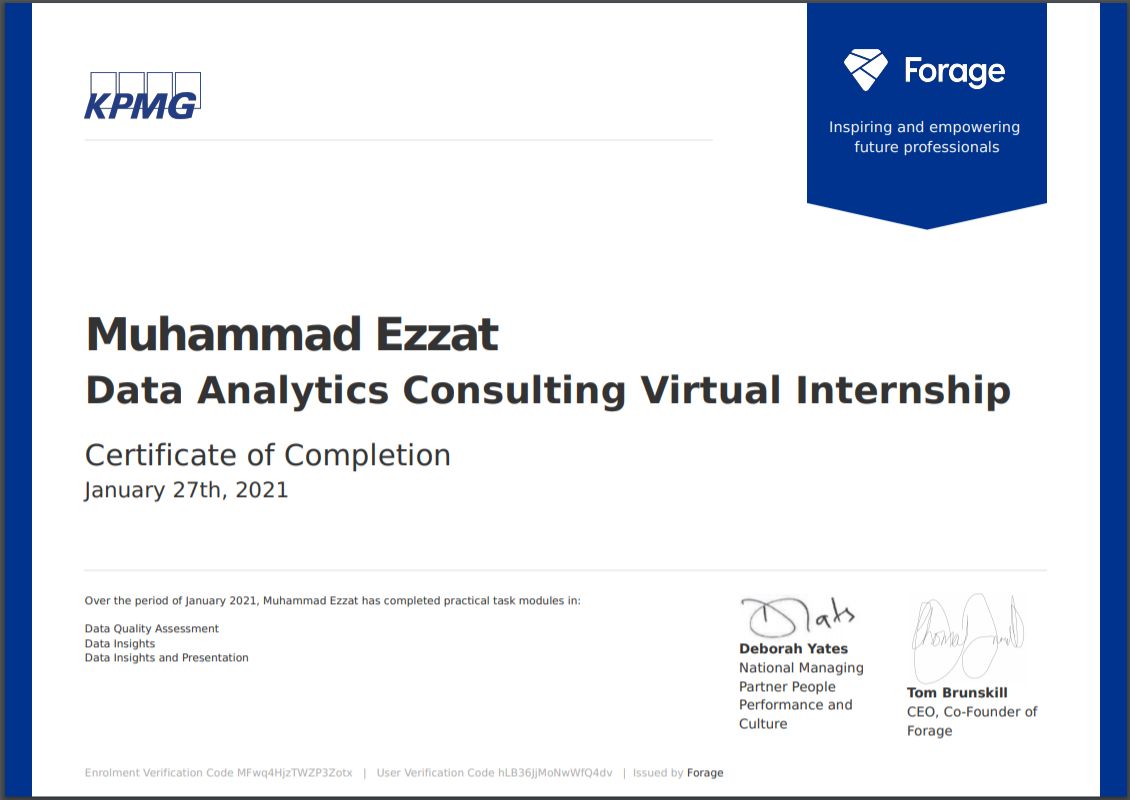 KPMG
Forage
Inspiring and empowering
future professionals
Muhammad Ezzat
Data Analytics Consulting Virtual Internship
Certificate of Completion
January 27th, 2021
Over the period of January 2021, Muhammad Ezzat has completed practical task modules in:
Data Quality Assessment
Data Insights
Data Insights and Presentation
Deborah Yates
National Managing
Partner People
Performance and
Culture
Tom Brunskill
CEO, Co-Founder of
Forage
Enrolment Verification Code MFwq4HjzTWZP3Zotx | User Verification Code hLB36JjMoNwWfQ4dv | Issued by Forage